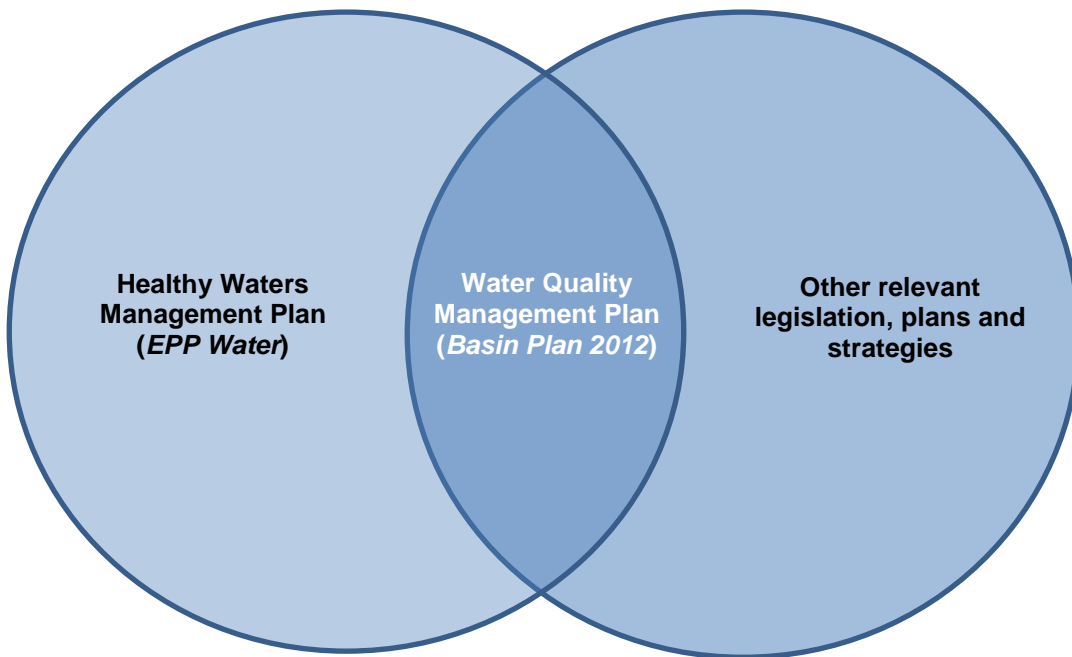 Healthy Waters
Management Plan
(EPP Water)
Water Quality
Management Plan
(Basin Plan 2012)
Other relevant
legislation, plans and
strategies